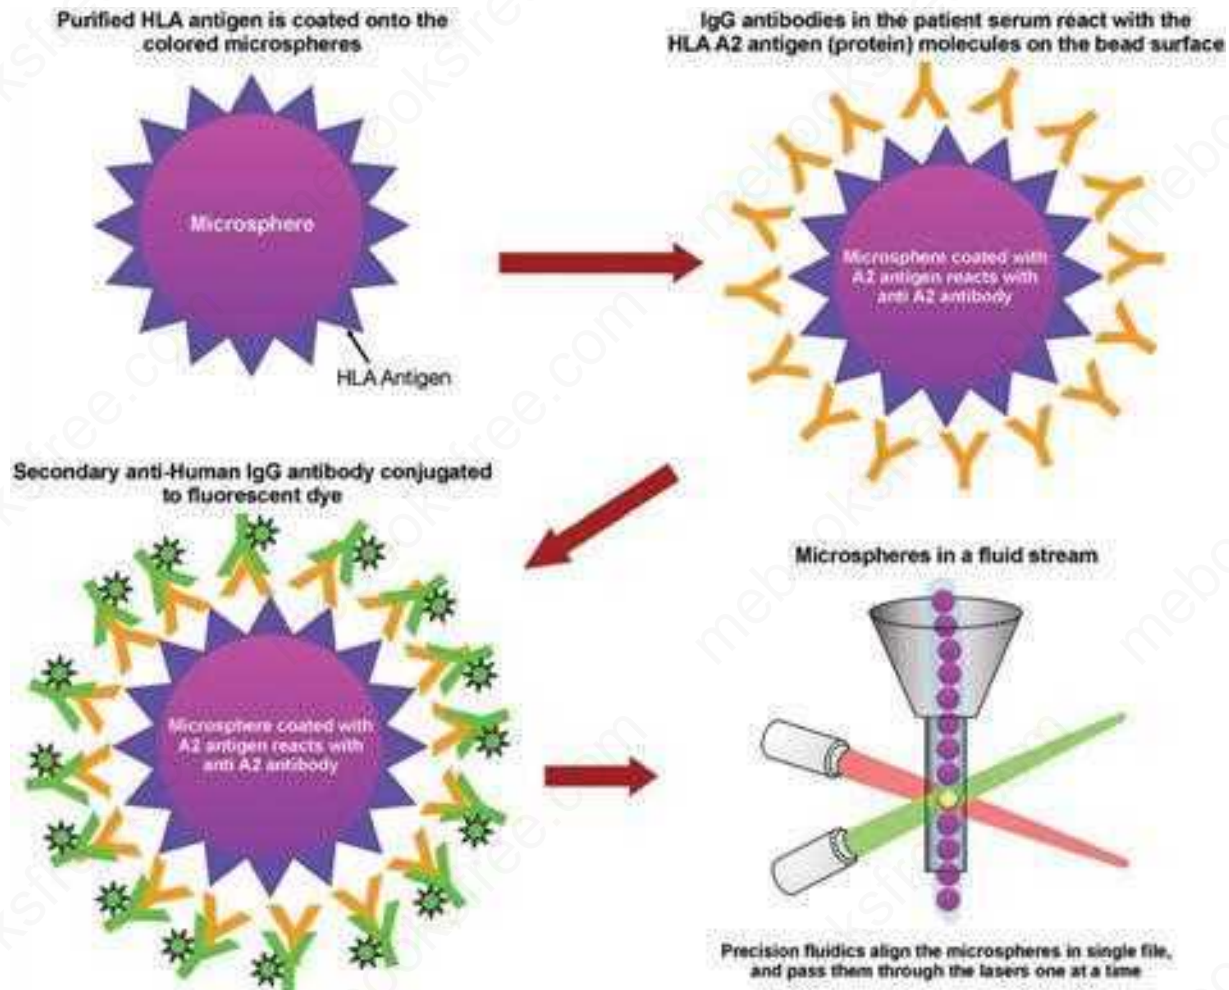 Purified HLA antigen is coated onto the
colored microspheres
Microsphere
HLA Antigen
IgG antibodies in the patient serum react with the
HLA A2 antigen (protein) molecules on the bead surface
Microsphere coated with
A2 antigen reacts with
anti A2 antibody
Secondary anti-Human IgG antibody conjugated
to fluorescent dye
Microsphere coated with
A2 antigen reacts with
anti A2 antibody
Microspheres in a fluid stream
Precision fluidics align the microspheres in single file,
and pass them through the lasers one at a time
mebooksfree.com